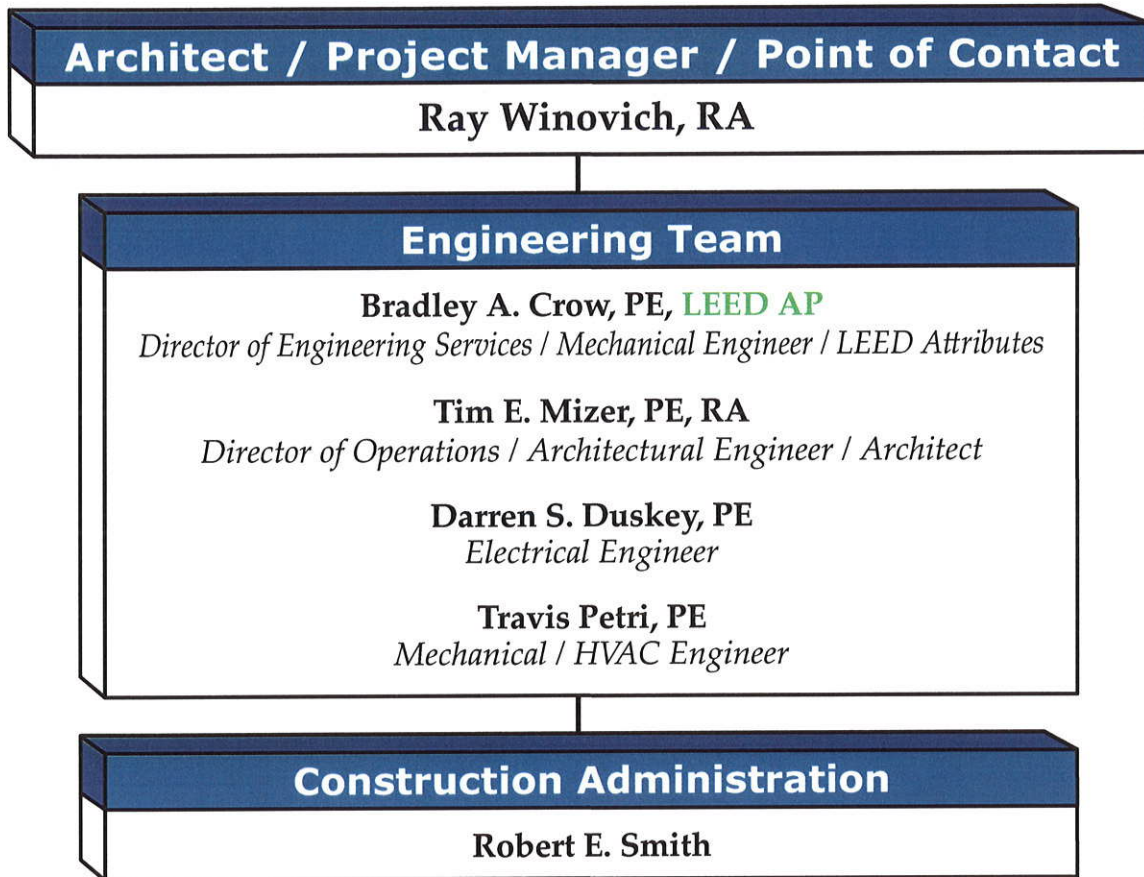 Architect / Project Manager / Point of Contact
Ray Winovich, RA
Engineering Team
Bradley A. Crow, PE, LEED AP
Director of Engineering Services / Mechanical Engineer / LEED Attributes
Tim E. Mizer, PE, RA
Director of Operations / Architectural Engineer / Architect
Darren S. Duskey, PE
Electrical Engineer
Travis Petri, PE
Mechanical / HVAC Engineer
Construction Administration
Robert E. Smith